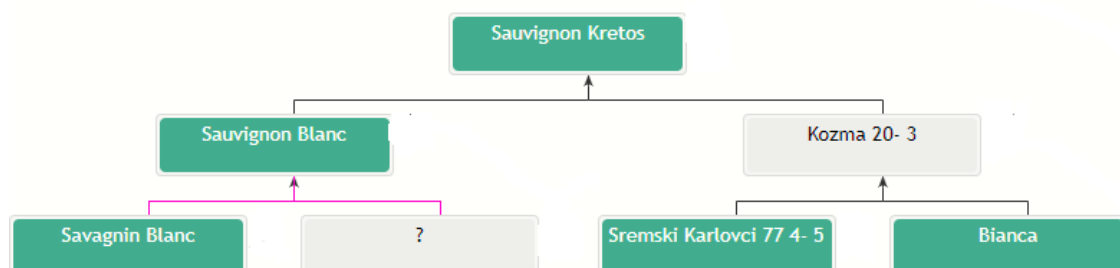 Sauvignon Kretos
Sauvignon Blanc
Kozma 20- 3
Savagnin Blanc
?
Sremski Karlovci 77 4- 5
Bianca